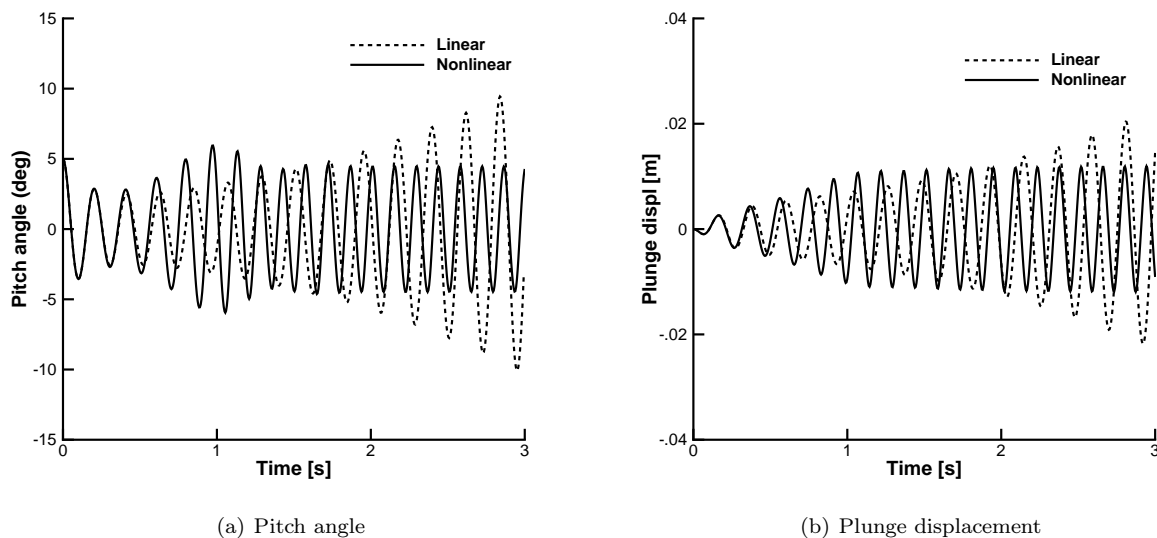 15
10
5
0
-5
-10
-15
Pitch angle (deg)
Linear
Nonlinear
0
1
2
3
Time [s]
(a) Pitch angle
.04
.02
0
-.02
-.04
Plunge displ [m]
Linear
Nonlinear
0
1
2
3
Time [s]
(b) Plunge displacement